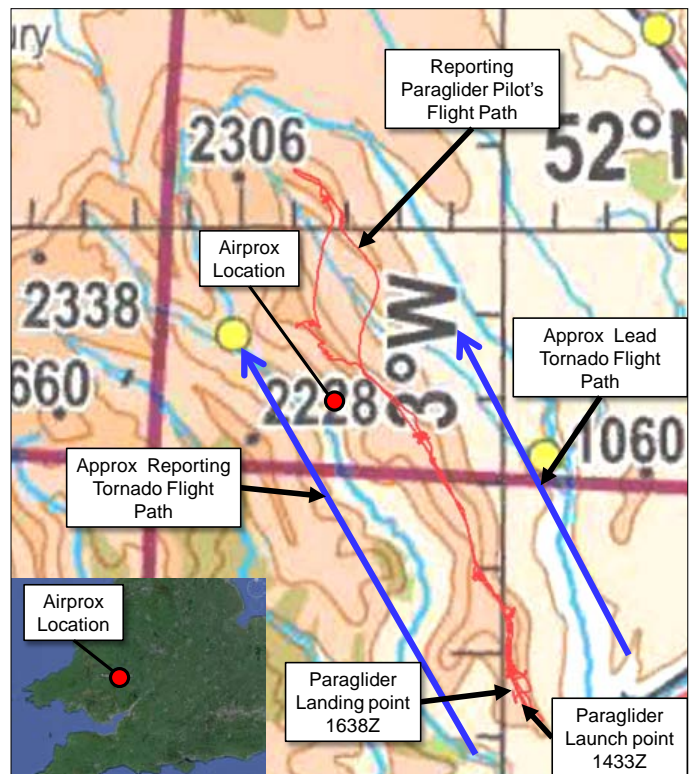 ry
Reporting
Paraglider Pilot's
Flight Path
52°N
2306
Airprox
Location
2338
3°W
Approx Lead
Tornado Flight
Path
660
2228
1060
Approx Reporting
Tornado Flight
Path
Airprox
Location
Paraglider
Landing point
1638Z
Paraglider
Launch point
1433Z